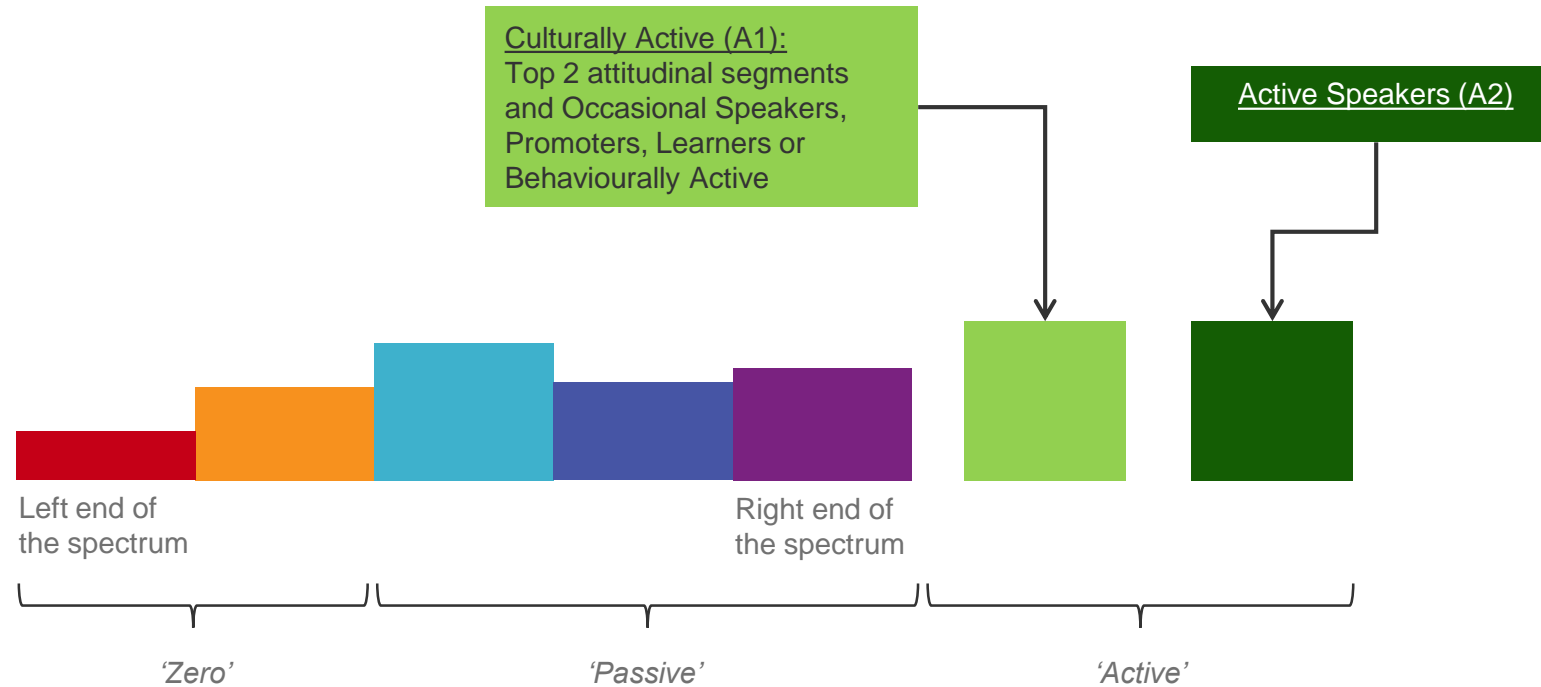 Culturally Active (A1):
Top 2 attitudinal segments
and Occasional Speakers,
Promoters, Learners or
Behaviourally Active
Active Speakers (A2)
Left end of
the spectrum
Right end of
the spectrum
‘Zero’
‘Passive’
‘Active’